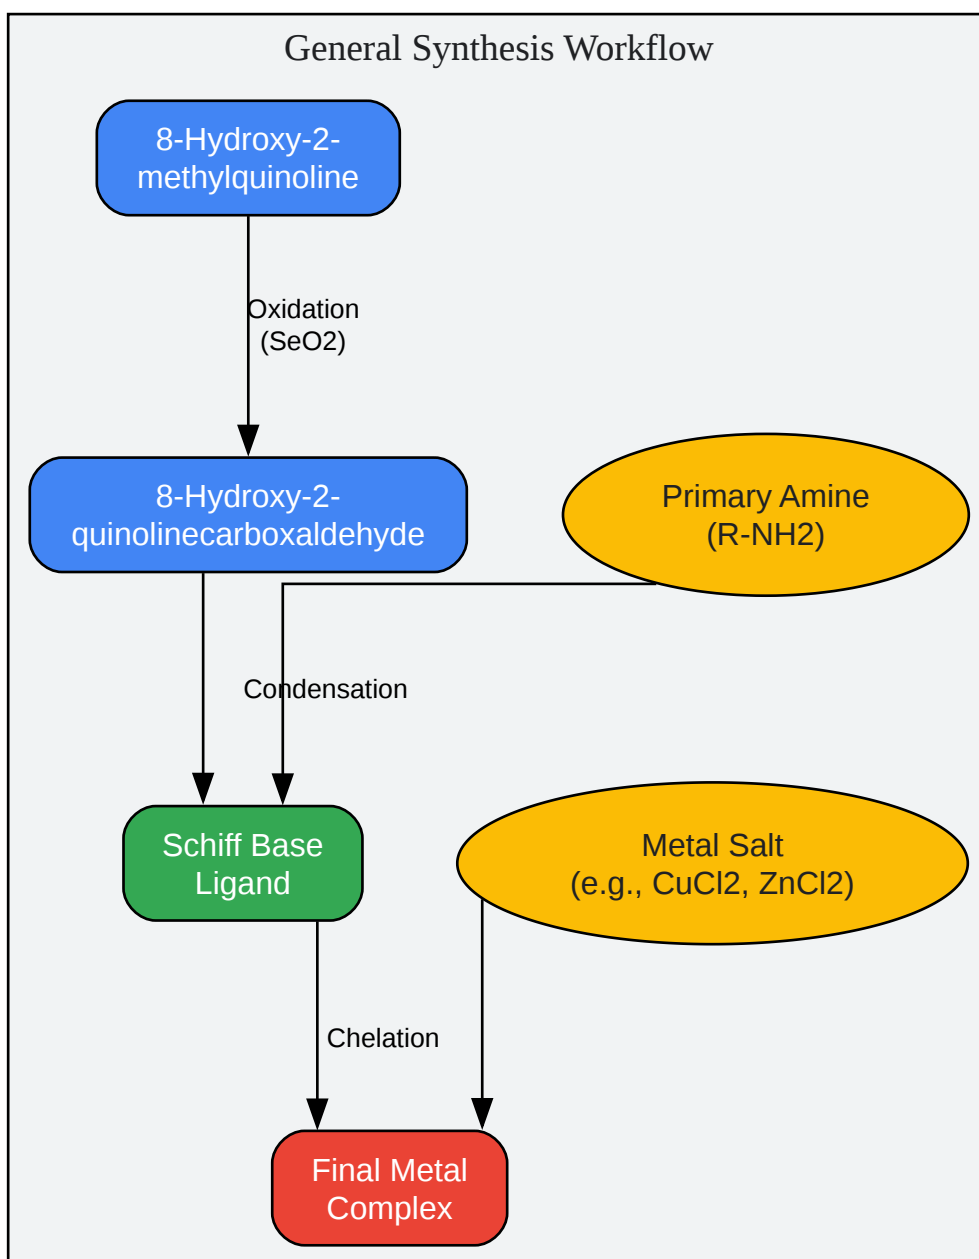 General Synthesis Workflow
8-Hydroxy-2-
methylquinoline
Oxidation
(SeO2)
8-Hydroxy-2-
quinolinecarboxaldehyde
Primary Amine
(R-NH2)
Condensation
Schiff Base
Ligand
Metal Salt
(e.g., CuCl2, ZnCl2)
Chelation
Final Metal
Complex